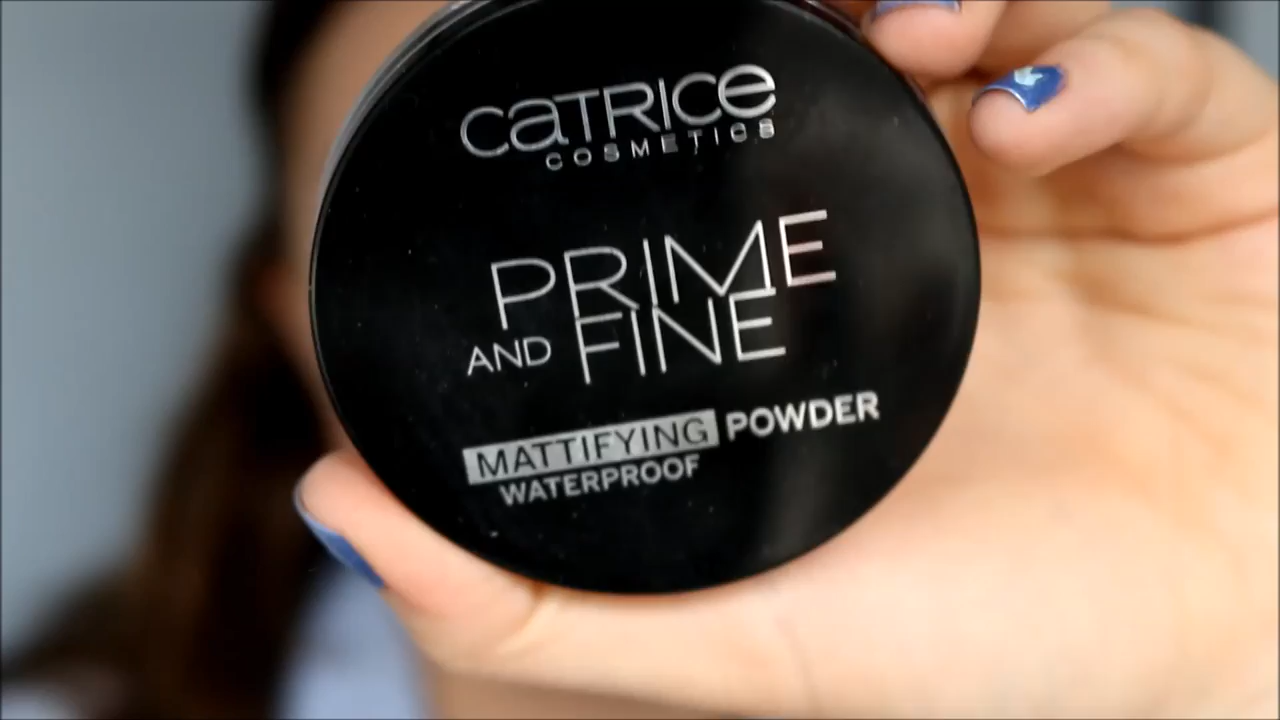 CATRICE
COSMETICS
PRIME
AND FINE
MATTIFYING POWDER
WATERPROOF